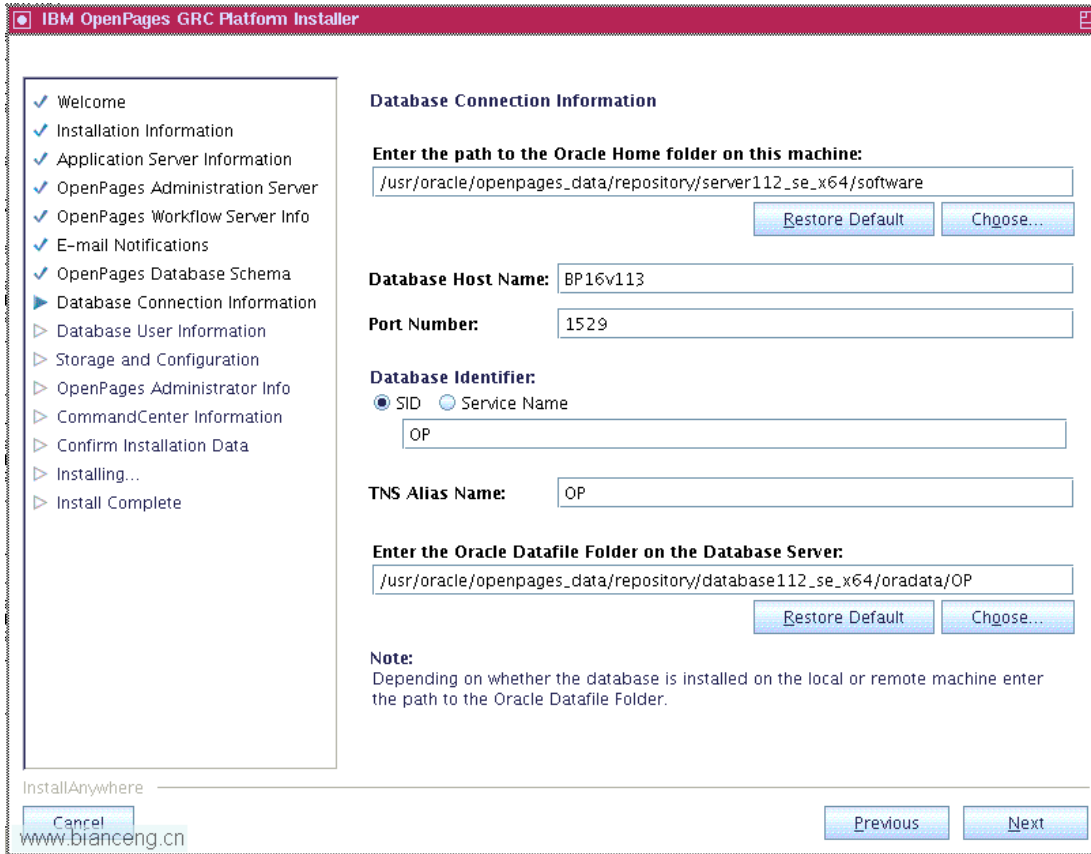 IBM OpenPages GRC Platform Installer
Welcome
Installation Information
Application Server Information
OpenPages Administration Server
OpenPages Workflow Server Info
E-mail Notifications
OpenPages Database Schema
Database Connection Information
Database User Information
Storage and Configuration
OpenPages Administrator Info
CommandCenter Information
Confirm Installation Data
Installing...
Install Complete
Database Connection Information
Enter the path to the Oracle Home folder on this machine:
/usr/oracle/openpages_data/repository/server112_se_x64/software
Restore Default Choose...
Database Host Name: BP16v113
Port Number: 1529
Database Identifier:
SID Service Name
OP
TNS Alias Name: OP
Enter the Oracle Datafile Folder on the Database Server:
/usr/oracle/openpages_data/repository/database112_se_x64/oradata/OP
Restore Default Choose...
Note:
Depending on whether the database is installed on the local or remote machine enter
the path to the Oracle Datafile Folder.
InstallAnywhere
Cancel Previous Next
www.bianceng.cn